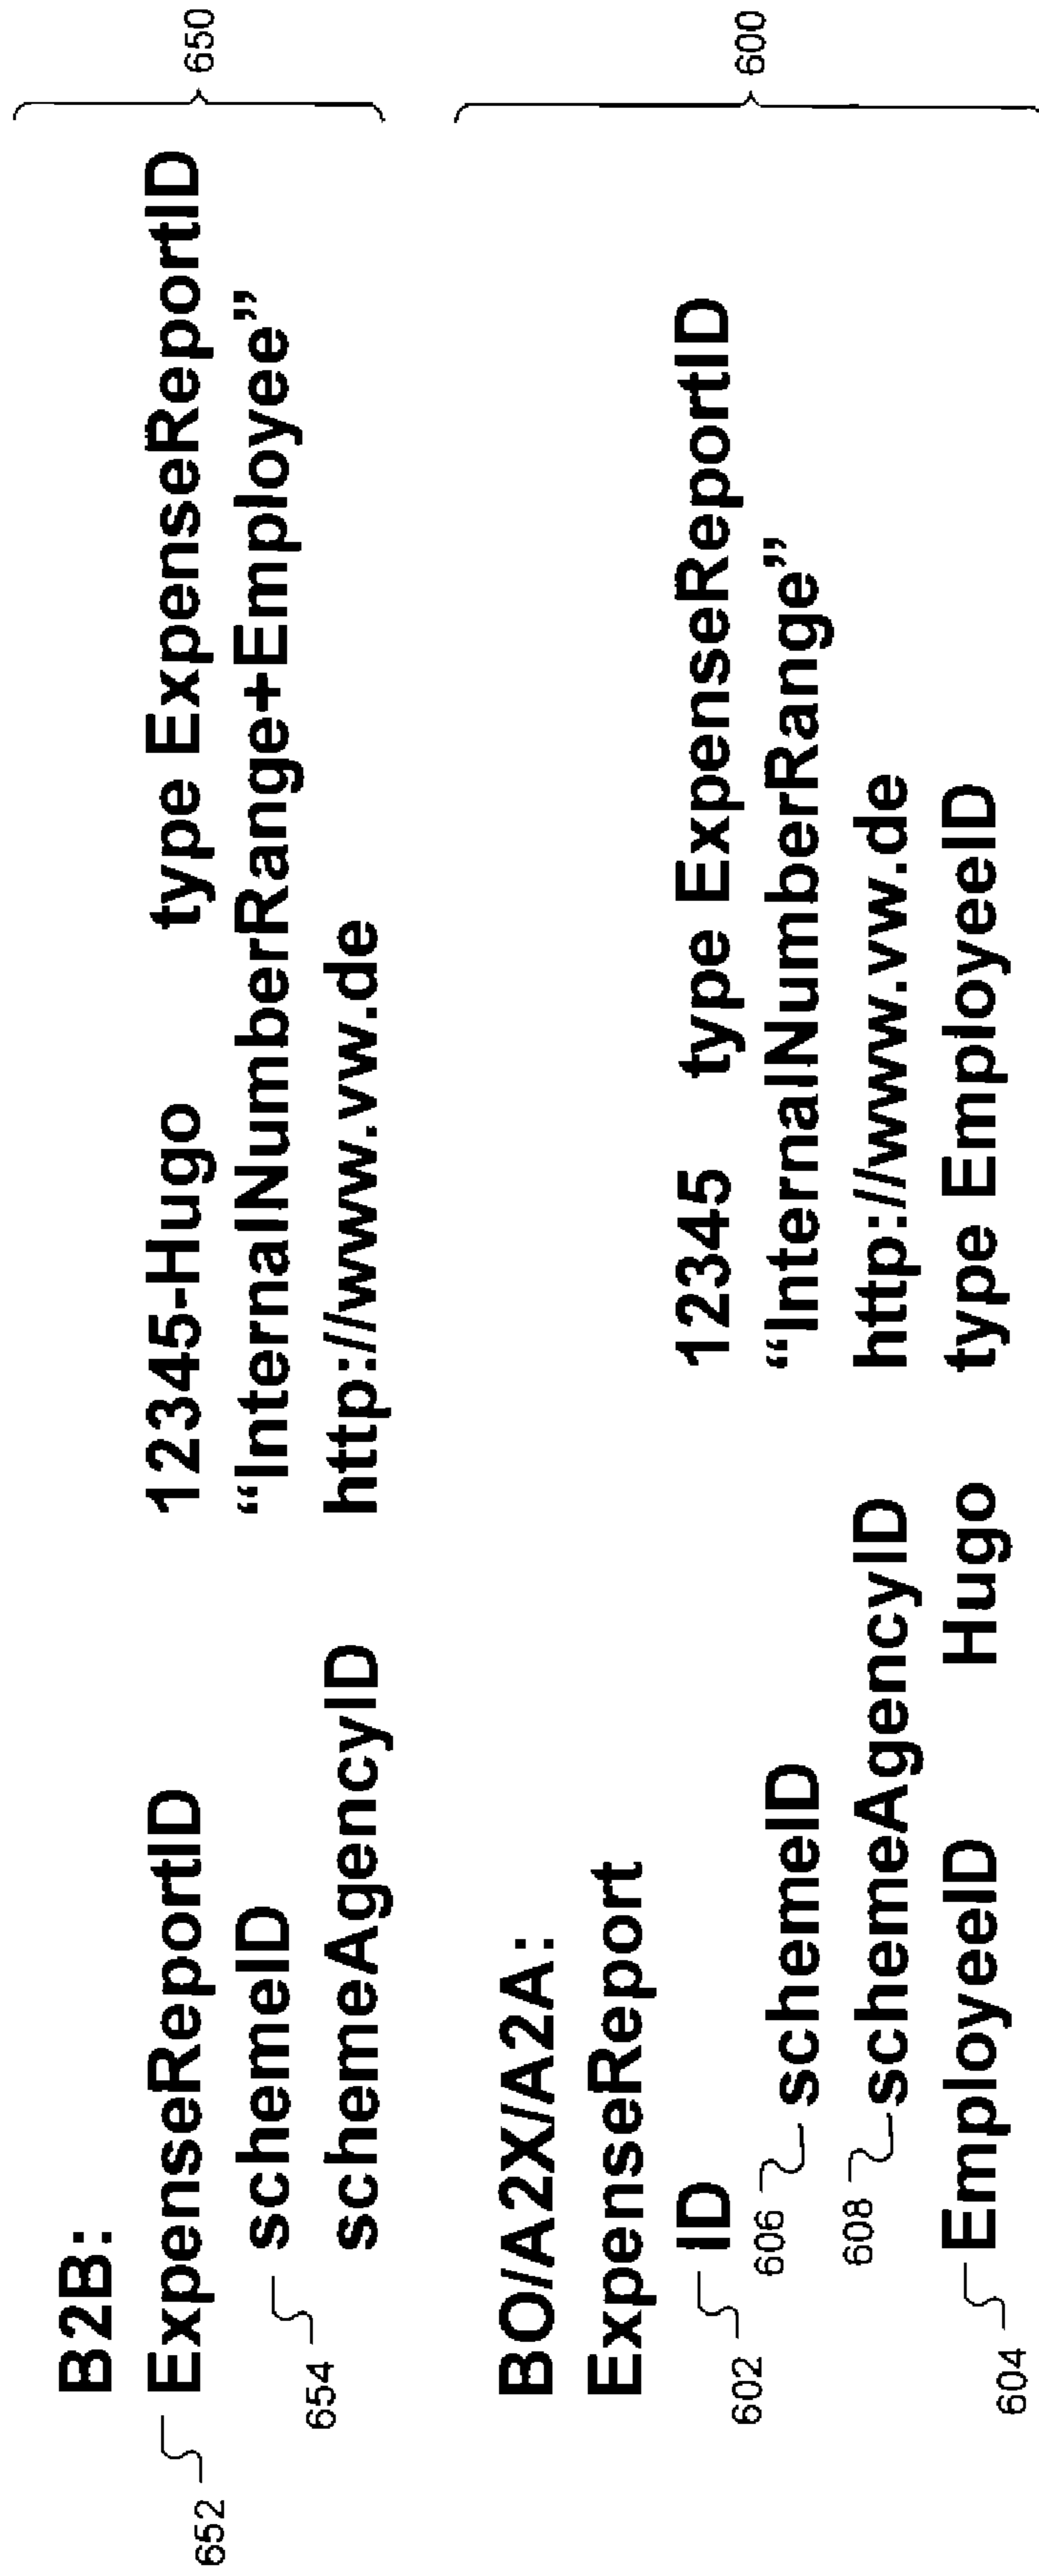 B2B:
652 ExpenseReportID 12345-Hugo type ExpenseReportID
654 schemeID “InternalNumberRange+Employee”
schemeAgencyID http://www.vw.de
650
BO/A2X/A2A:
ExpenseReport
602 ID 12345 type ExpenseReportID
606 schemeID “InternalNumberRange”
608 schemeAgencyID http://www.vw.de
604 EmployeeID Hugo type EmployeeID
600